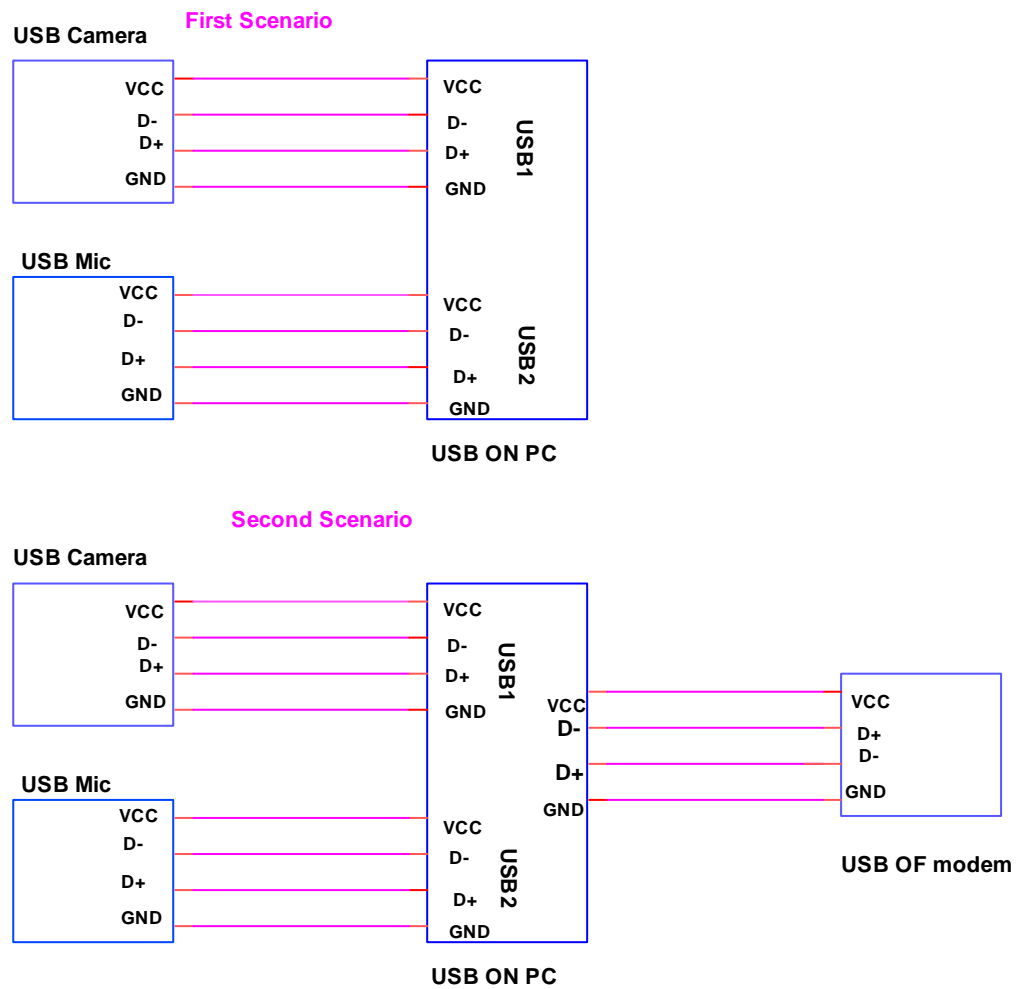 First Scenario
USB Camera
VCC
D-
D+
GND
VCC
D-
D+
GND
USB1
USB Mic
VCC
D-
D+
GND
VCC
D-
D+
GND
USB2
USB ON PC
Second Scenario
USB Camera
VCC
D-
D+
GND
VCC
D-
D+
GND
USB1
VCC
D-
D+
GND
VCC
D+
D-
GND
USB OF modem
USB Mic
VCC
D-
D+
GND
VCC
D-
D+
GND
USB2
USB ON PC